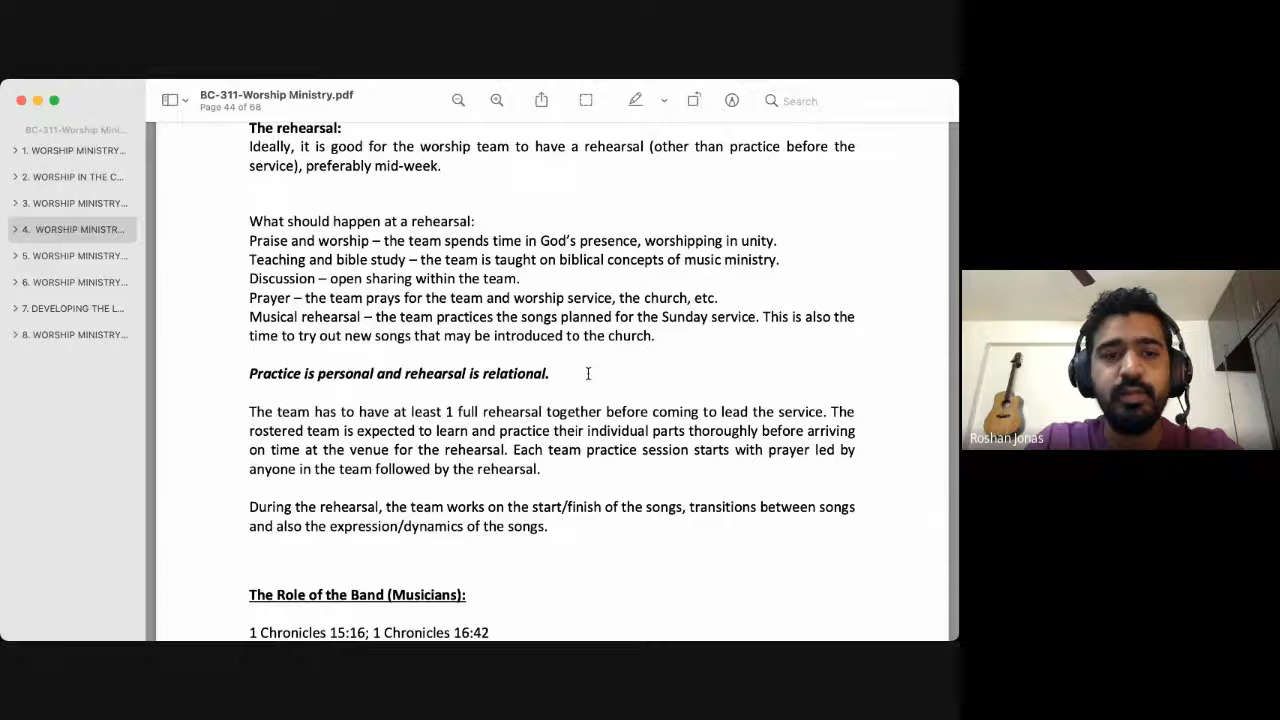 BC-311-Worship Ministry.pdf
Page 44 of 68
Search
BC-311-Worship Mini...
1. WORSHIP MINISTRY...
2. WORSHIP IN THE C...
3. WORSHIP MINISTRY...
4. WORSHIP MINISTR...
5. WORSHIP MINISTRY...
6. WORSHIP MINISTRY...
7. DEVELOPING THE L...
8. WORSHIP MINISTRY...
The rehearsal:
Ideally, it is good for the worship team to have a rehearsal (other than practice before the
service), preferably mid-week.
What should happen at a rehearsal:
Praise and worship – the team spends time in God's presence, worshipping in unity.
Teaching and bible study – the team is taught on biblical concepts of music ministry.
Discussion – open sharing within the team.
Prayer – the team prays for the team and worship service, the church, etc.
Musical rehearsal – the team practices the songs planned for the Sunday service. This is also the
time to try out new songs that may be introduced to the church.
Practice is personal and rehearsal is relational.
The team has to have at least 1 full rehearsal together before coming to lead the service. The
rostered team is expected to learn and practice their individual parts thoroughly before arriving
on time at the venue for the rehearsal. Each team practice session starts with prayer led by
anyone in the team followed by the rehearsal.
During the rehearsal, the team works on the start/finish of the songs, transitions between songs
and also the expression/dynamics of the songs.
The Role of the Band (Musicians):
1 Chronicles 15:16; 1 Chronicles 16:42
Roshan Jonas